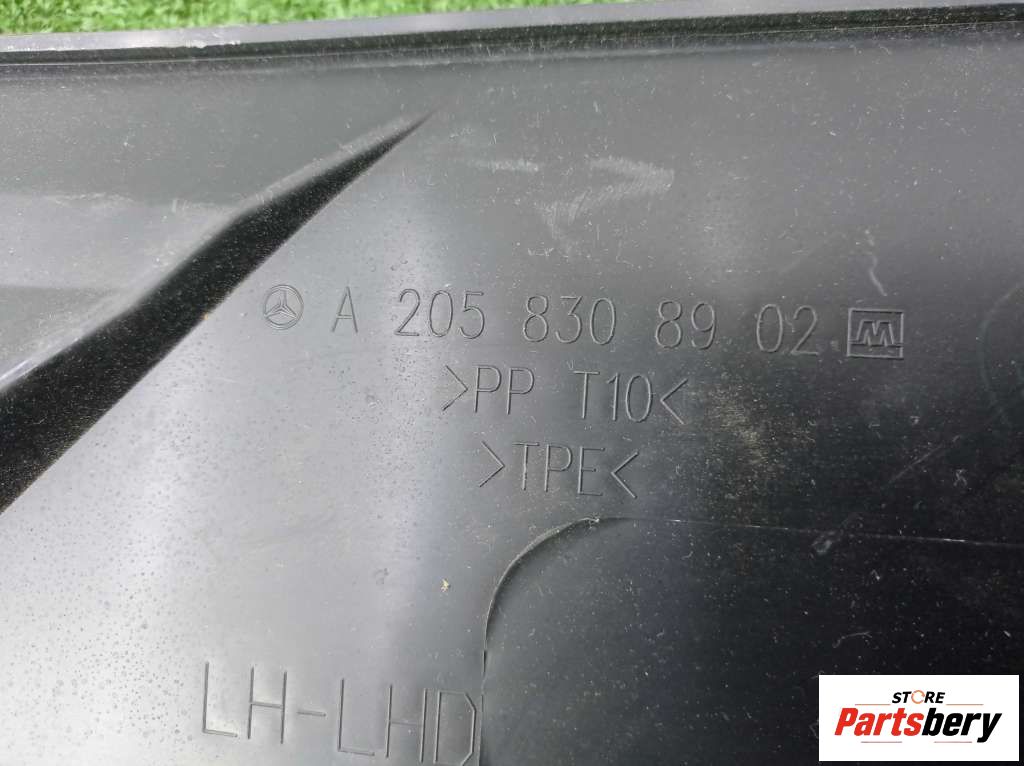 A 205 830 89 02 M
>PP T10<
>TPE<
LH-LHD
STORE
Partsbery